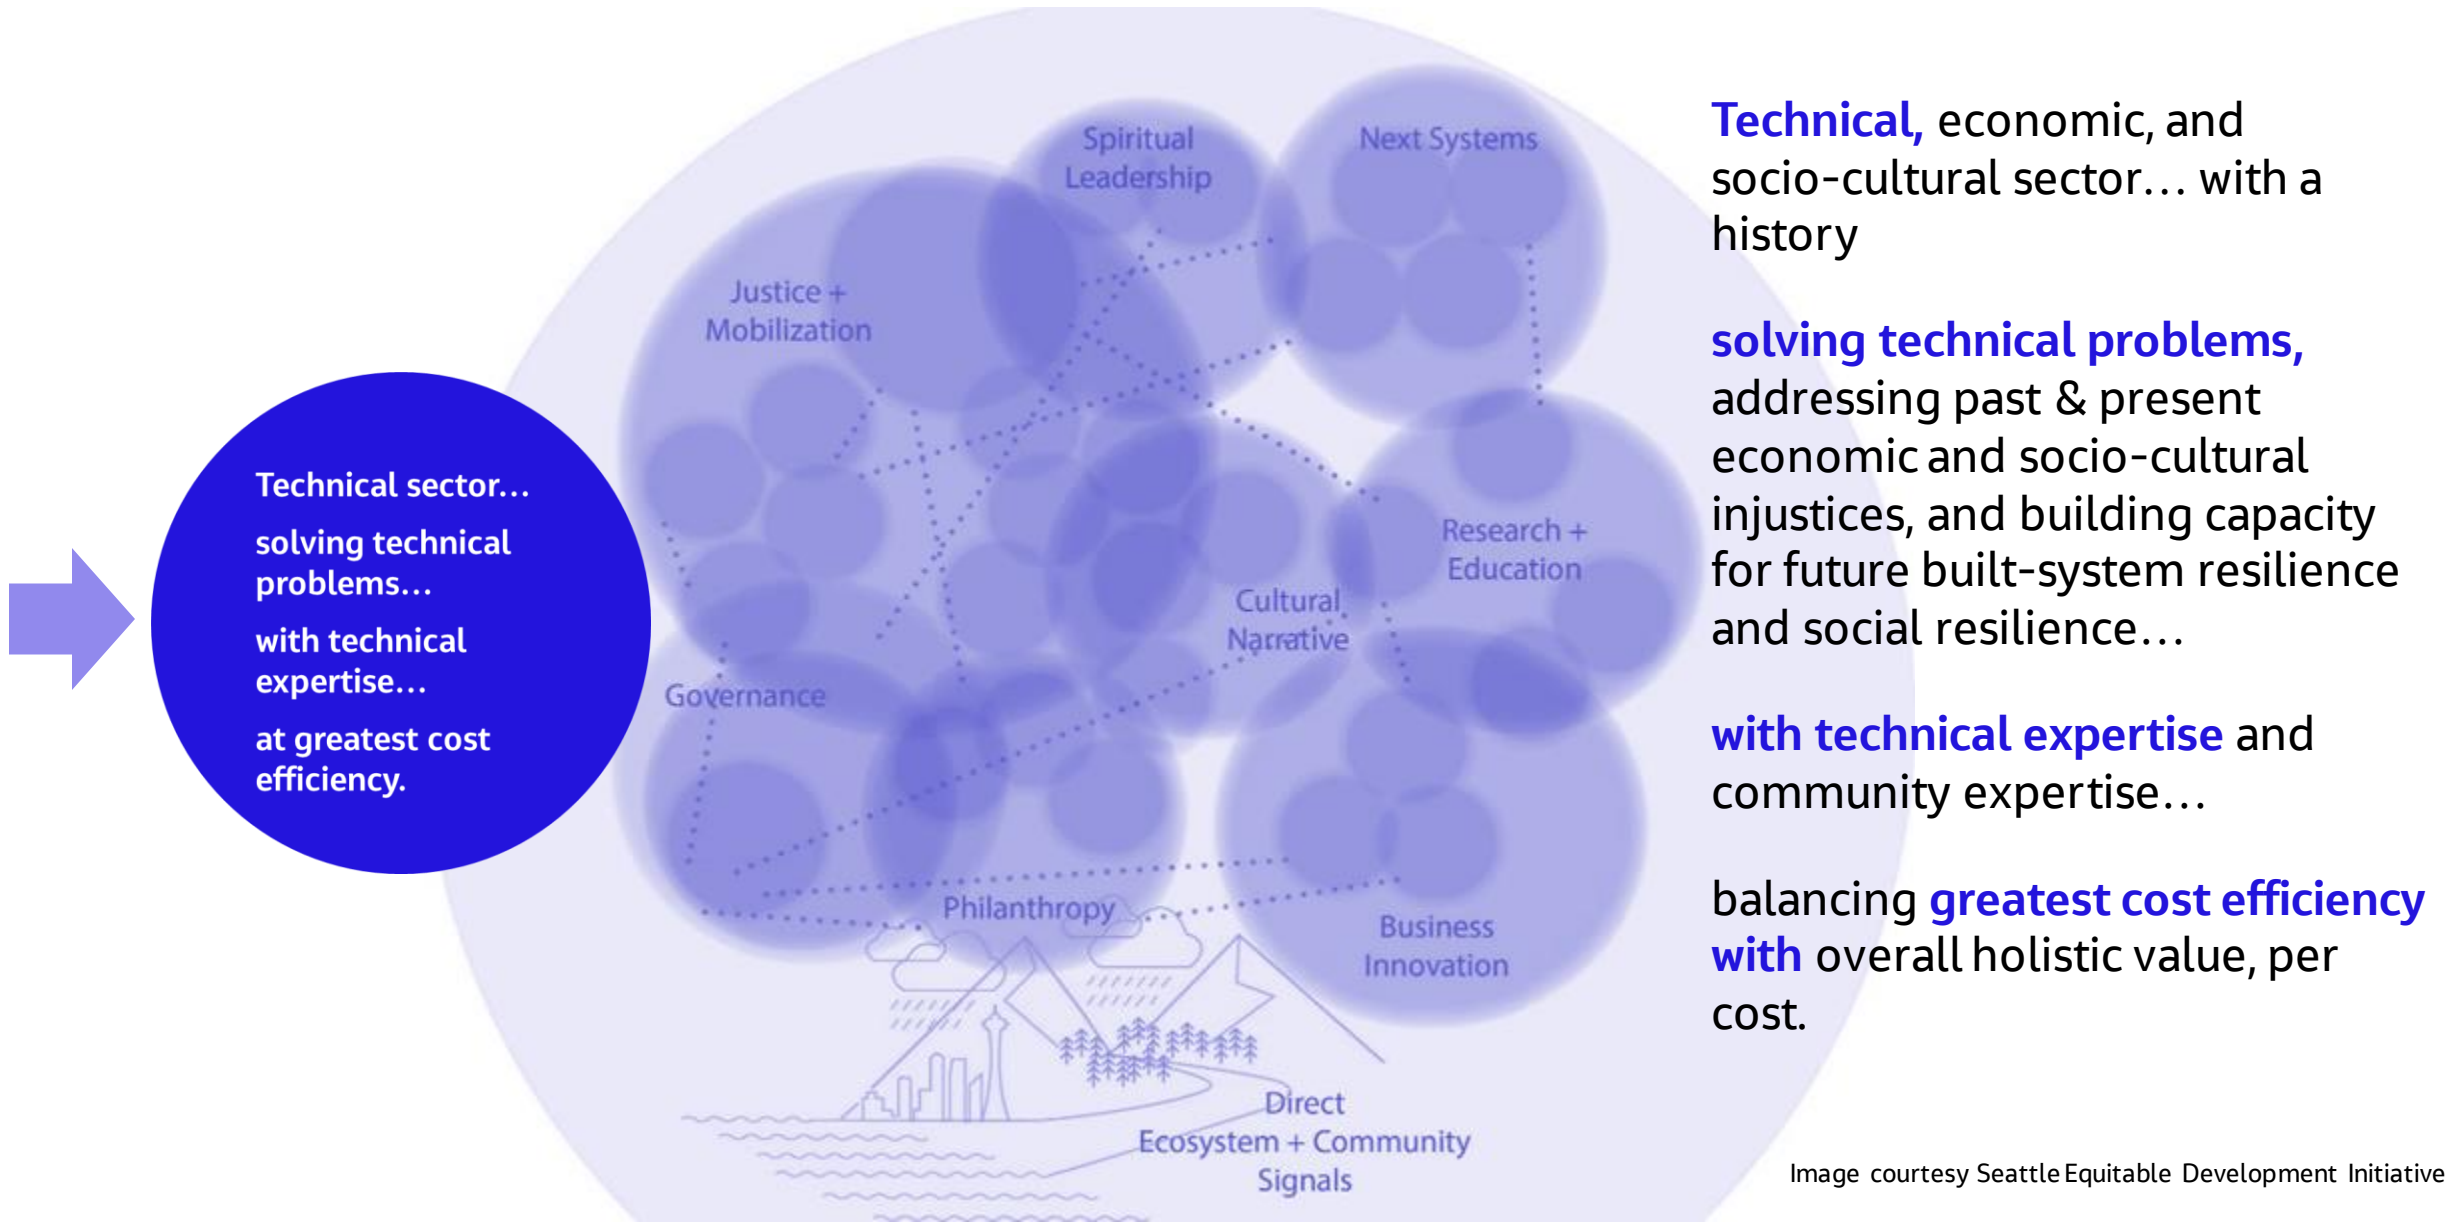 Technical sector...
solving technical
problems...
with technical
expertise...
at greatest cost
efficiency.
Spiritual
Leadership
Next Systems
Justice +
Mobilization
Research +
Education
Cultural
Narrative
Governance
Philanthropy
Business
Innovation
Direct
Ecosystem + Community
Signals
Technical, economic, and
socio-cultural sector... with a
history
solving technical problems,
addressing past & present
economic and socio-cultural
injustices, and building capacity
for future built-system resilience
and social resilience...
with technical expertise and
community expertise...
balancing greatest cost efficiency
with overall holistic value, per
cost.
Image courtesy Seattle Equitable Development Initiative